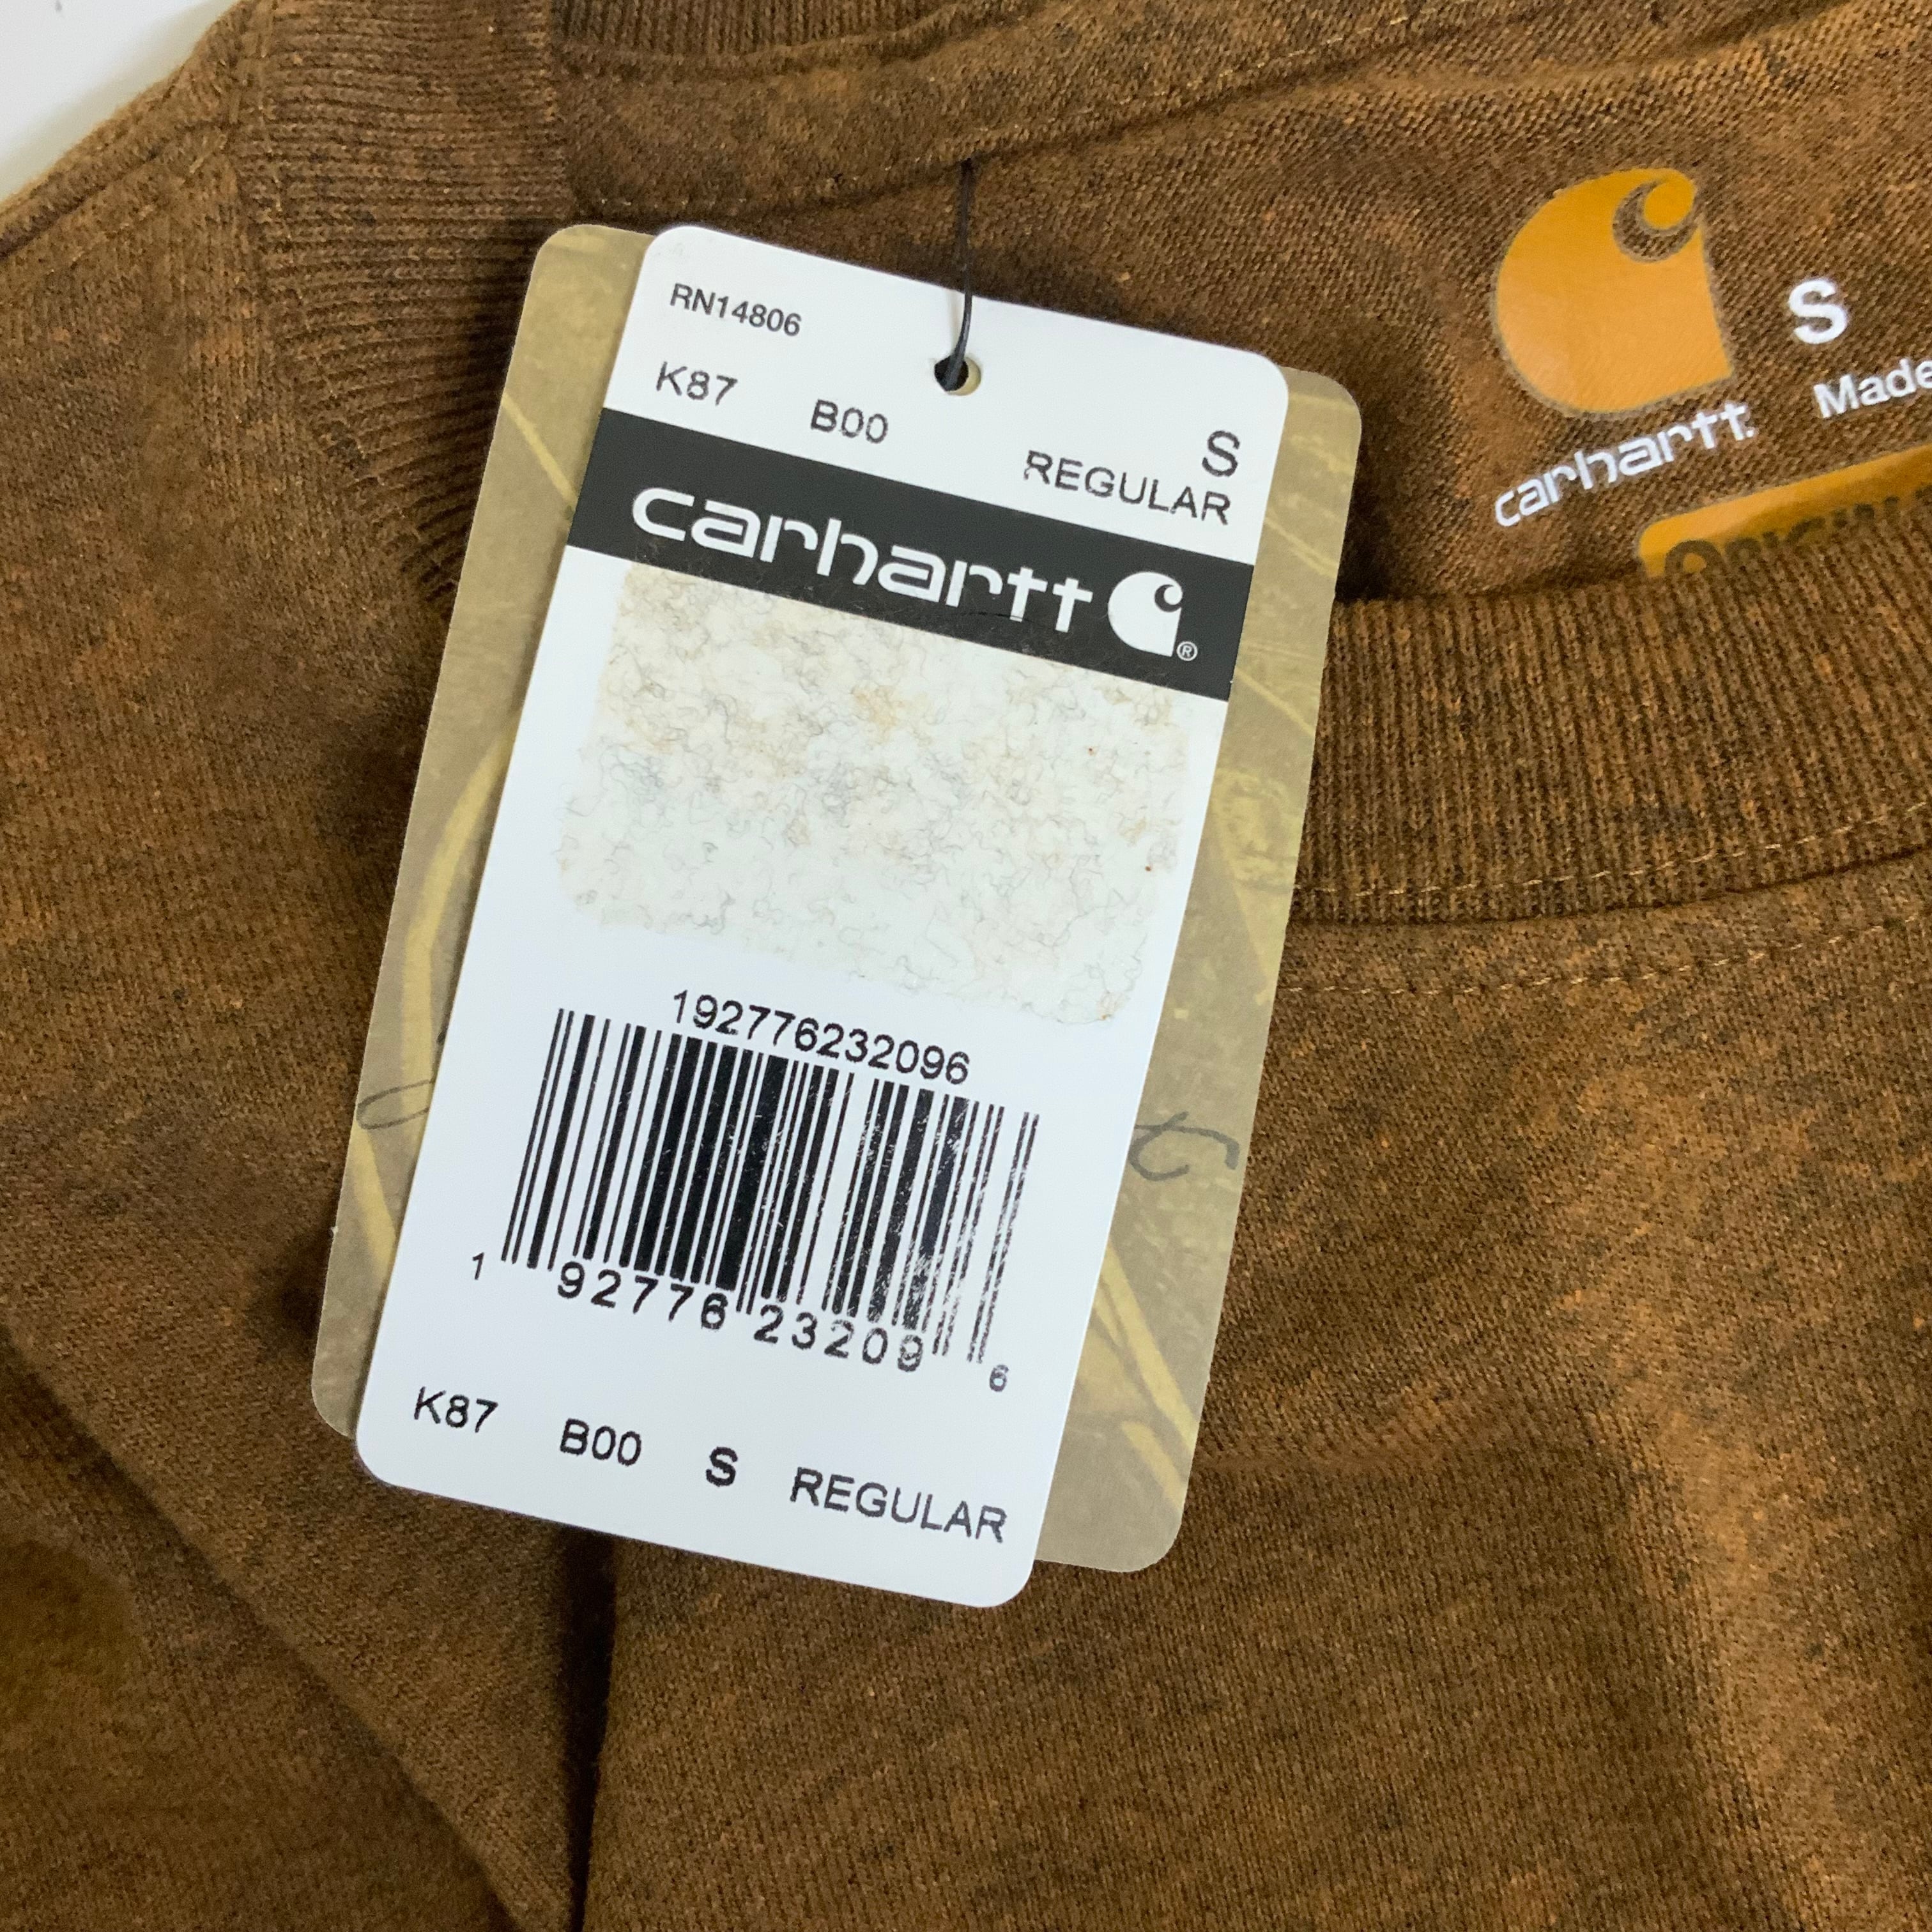 RN14806
K87 B00 S
REGULAR
carhartt ®
192776232096
1 92776 23209 6
K87 B00 S REGULAR
S
Made
carhartt